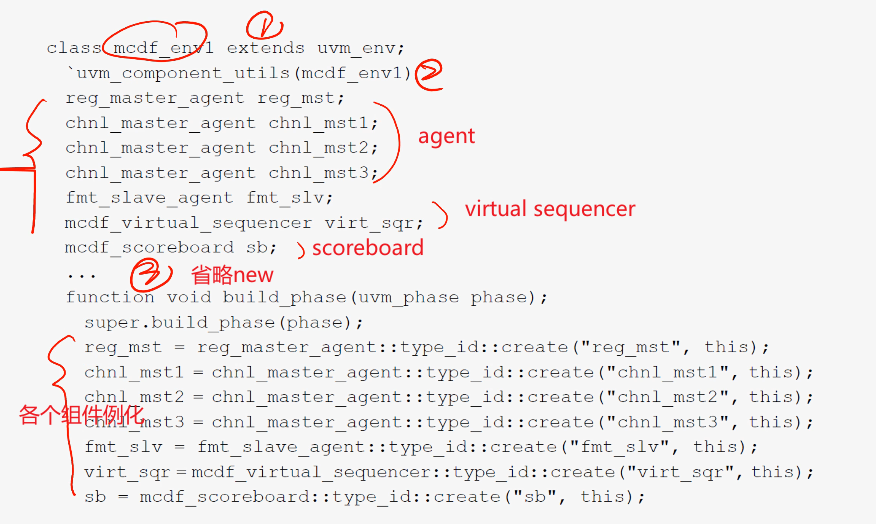 ①
class mcdf_env1 extends uvm_env;
`uvm_component_utils(mcdf_env1) ②
reg_master_agent reg_mst;
chnl_master_agent chnl_mst1;
agent
chnl_master_agent chnl_mst2;
chnl_master_agent chnl_mst3;
fmt_slave_agent fmt_slv;
virtual sequencer
mcdf_virtual_sequencer virt_sqr;
mcdf_scoreboard sb; scoreboard
... ③ 省略new
function void build_phase(uvm_phase phase);
super.build_phase(phase);
reg_mst = reg_master_agent::type_id::create("reg_mst", this);
chnl_mst1 = chnl_master_agent::type_id::create("chnl_mst1", this);
chnl_mst2 = chnl_master_agent::type_id::create("chnl_mst2", this);
各个组件例化
chnl_mst3 = chnl_master_agent::type_id::create("chnl_mst3", this);
fmt_slv = fmt_slave_agent::type_id::create("fmt_slv", this);
virt_sqr = mcdf_virtual_sequencer::type_id::create("virt_sqr", this);
sb = mcdf_scoreboard::type_id::create("sb", this);